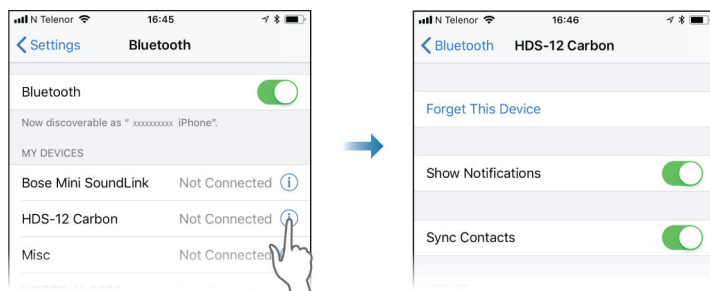 N Telenor 16:45
Settings Bluetooth
Bluetooth
Now discoverable as " xxxxxxxxxx iPhone".
MY DEVICES
Bose Mini SoundLink Not Connected
HDS-12 Carbon Not Connected
Misc Not Connected
N Telenor 16:46
Bluetooth HDS-12 Carbon
Forget This Device
Show Notifications
Sync Contacts